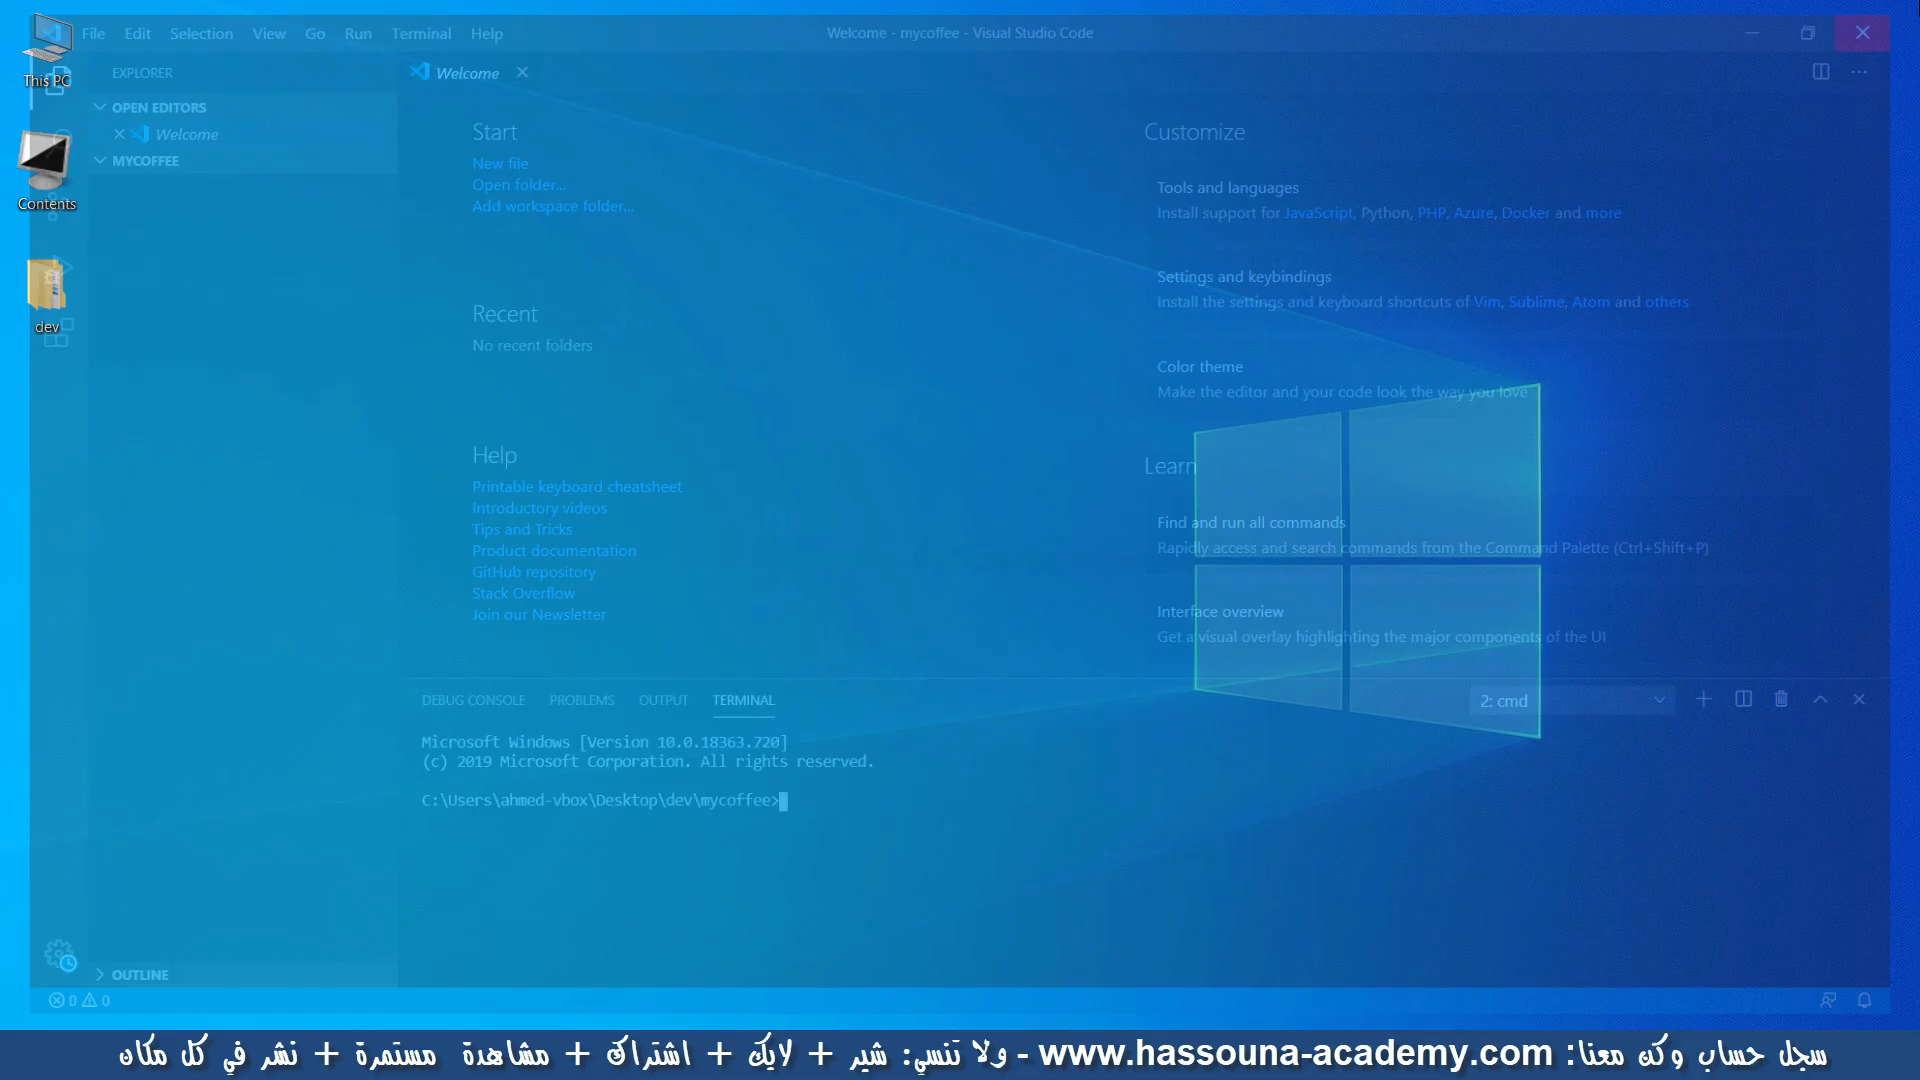 File Edit Selection View Go Run Terminal Help
Welcome - mycoffee - Visual Studio Code
This PC
Contents
dev
EXPLORER
OPEN EDITORS
Welcome
MYCOFFEE
OUTLINE
Welcome
Start
New file
Open folder...
Add workspace folder...
Recent
No recent folders
Help
Printable keyboard cheatsheet
Introductory videos
Tips and Tricks
Product documentation
GitHub repository
Stack Overflow
Join our Newsletter
Customize
Tools and languages
Install support for JavaScript, Python, PHP, Azure, Docker and more
Settings and keybindings
Install the settings and keyboard shortcuts of Vim, Sublime, Atom and others
Color theme
Make the editor and your code look the way you love
Learn
Find and run all commands
Rapidly access and search commands from the Command Palette (Ctrl+Shift+P)
Interface overview
Get a visual overlay highlighting the major components of the UI
DEBUG CONSOLE PROBLEMS OUTPUT TERMINAL
2: cmd
Microsoft Windows [Version 10.0.18363.720]
(c) 2019 Microsoft Corporation. All rights reserved.
C:\Users\ahmed-vbox\Desktop\dev\mycoffee>
0 0
سجل حساب وكن معنا: www.hassouna-academy.com - ولا تنسي: شير + لايك + اشتراك + مشاهدة مستمرة + نشر في كل مكان